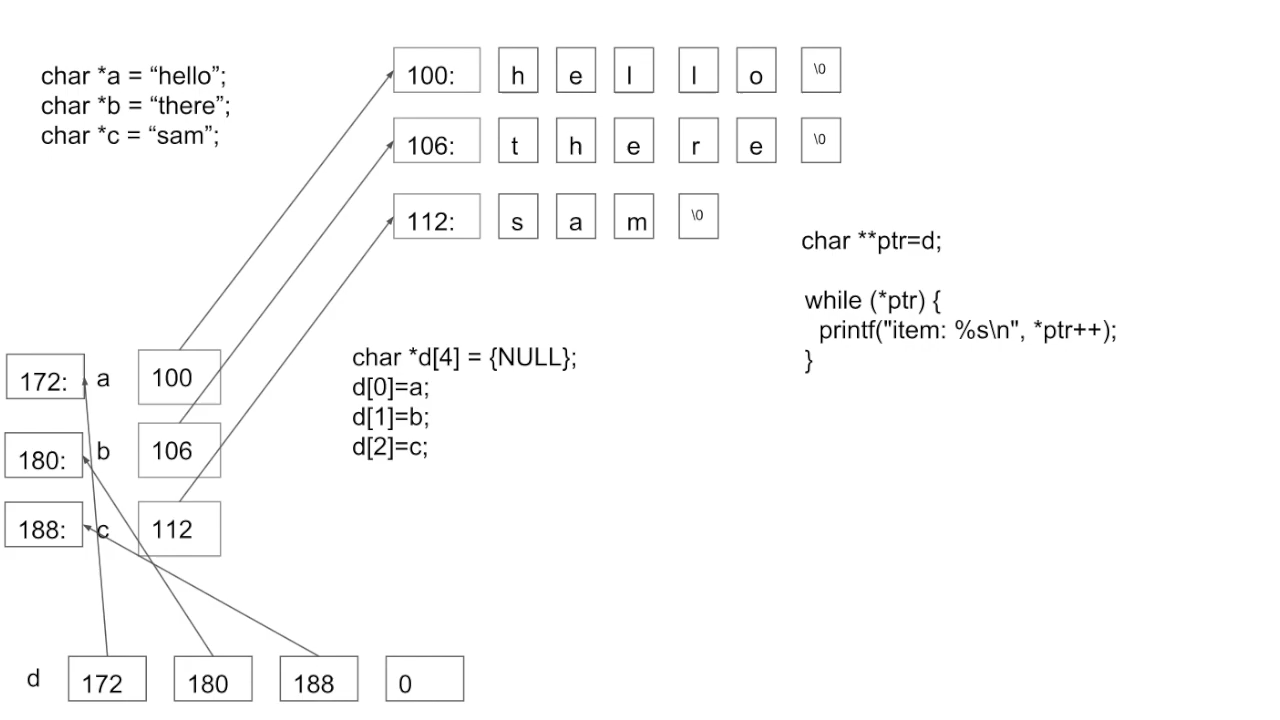 char *a = “hello”;
char *b = “there”;
char *c = “sam”;
100: h e l l o \0
106: t h e r e \0
112: s a m \0
char **ptr=d;
while (*ptr) {
printf("item: %s\n", *ptr++);
}
172: a 100
180: b 106
188: c 112
char *d[4] = {NULL};
d[0]=a;
d[1]=b;
d[2]=c;
d 172 180 188 0